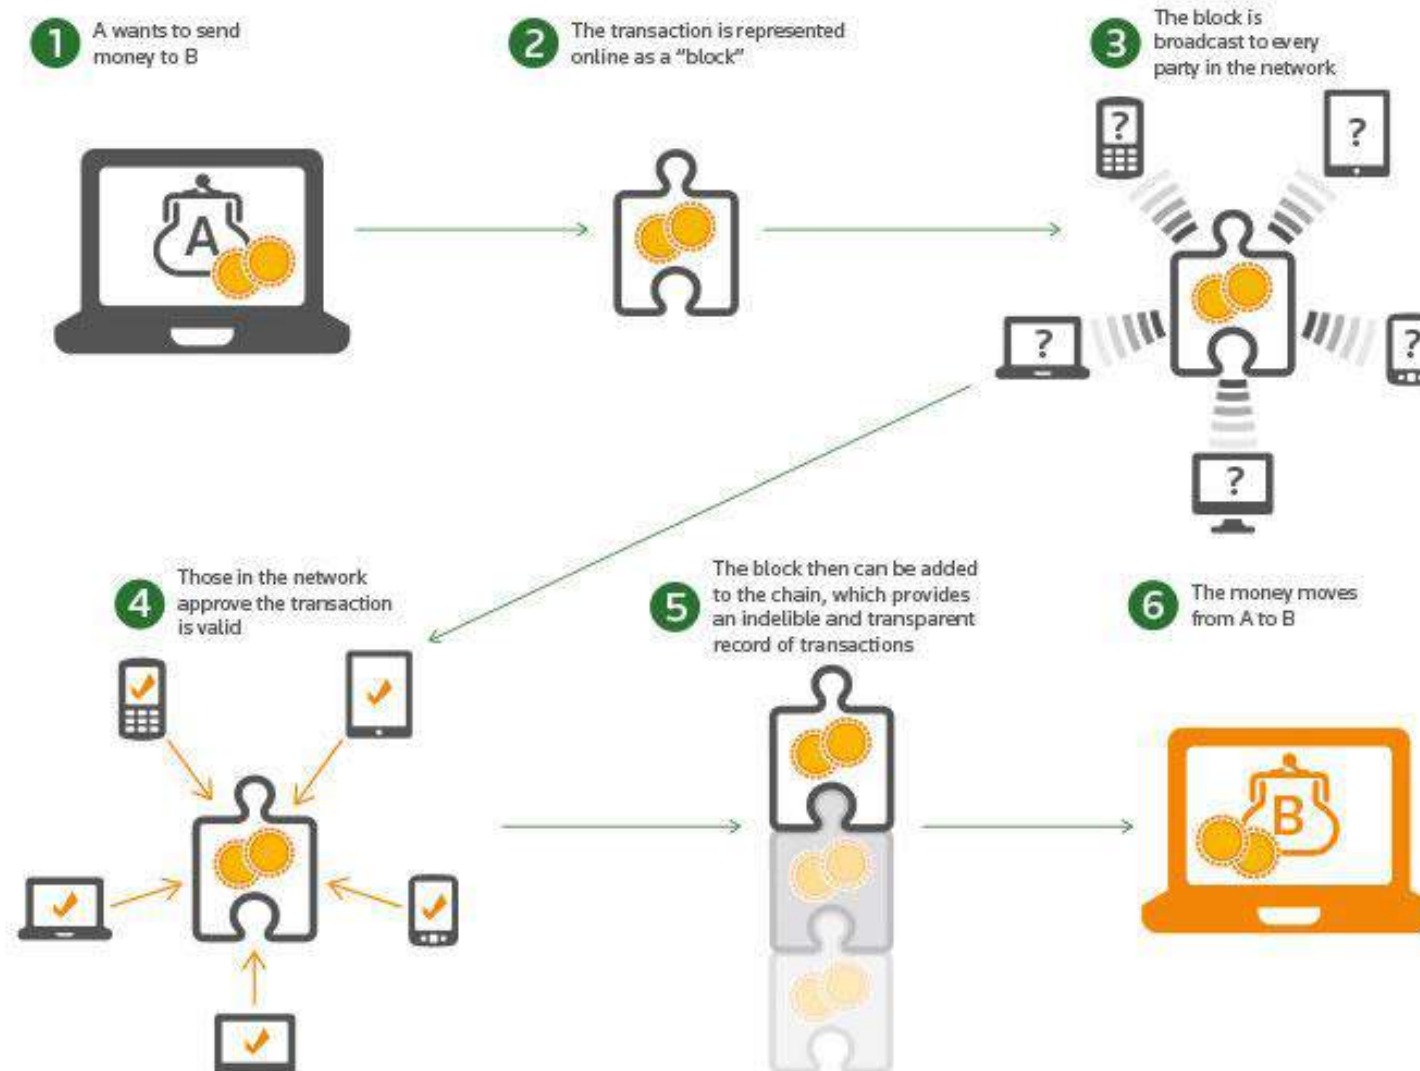 1
A wants to send
money to B
2
The transaction is represented
online as a “block”
3
The block is
broadcast to every
party in the network
?
?
A
?
?
?
4
Those in the network
approve the transaction
is valid
5
The block then can be added
to the chain, which provides
an indelible and transparent
record of transactions
6
The money moves
from A to B
B